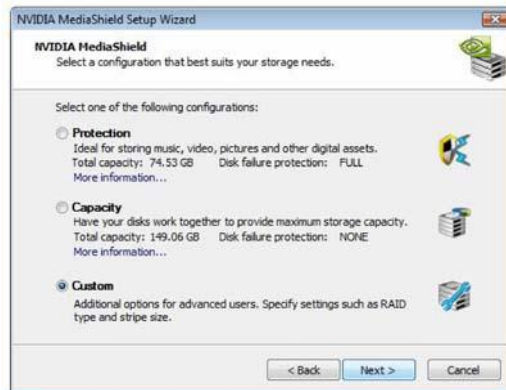 NVIDIA MediaShield Setup Wizard
NVIDIA MediaShield
Select a configuration that best suits your storage needs.
Select one of the following configurations:
Protection
Ideal for storing music, video, pictures and other digital assets.
Total capacity: 74.53 GB Disk failure protection: FULL
More information...
Capacity
Have your disks work together to provide maximum storage capacity.
Total capacity: 149.06 GB Disk failure protection: NONE
More information...
Custom
Additional options for advanced users. Specify settings such as RAID
type and stripe size.
< Back Next > Cancel